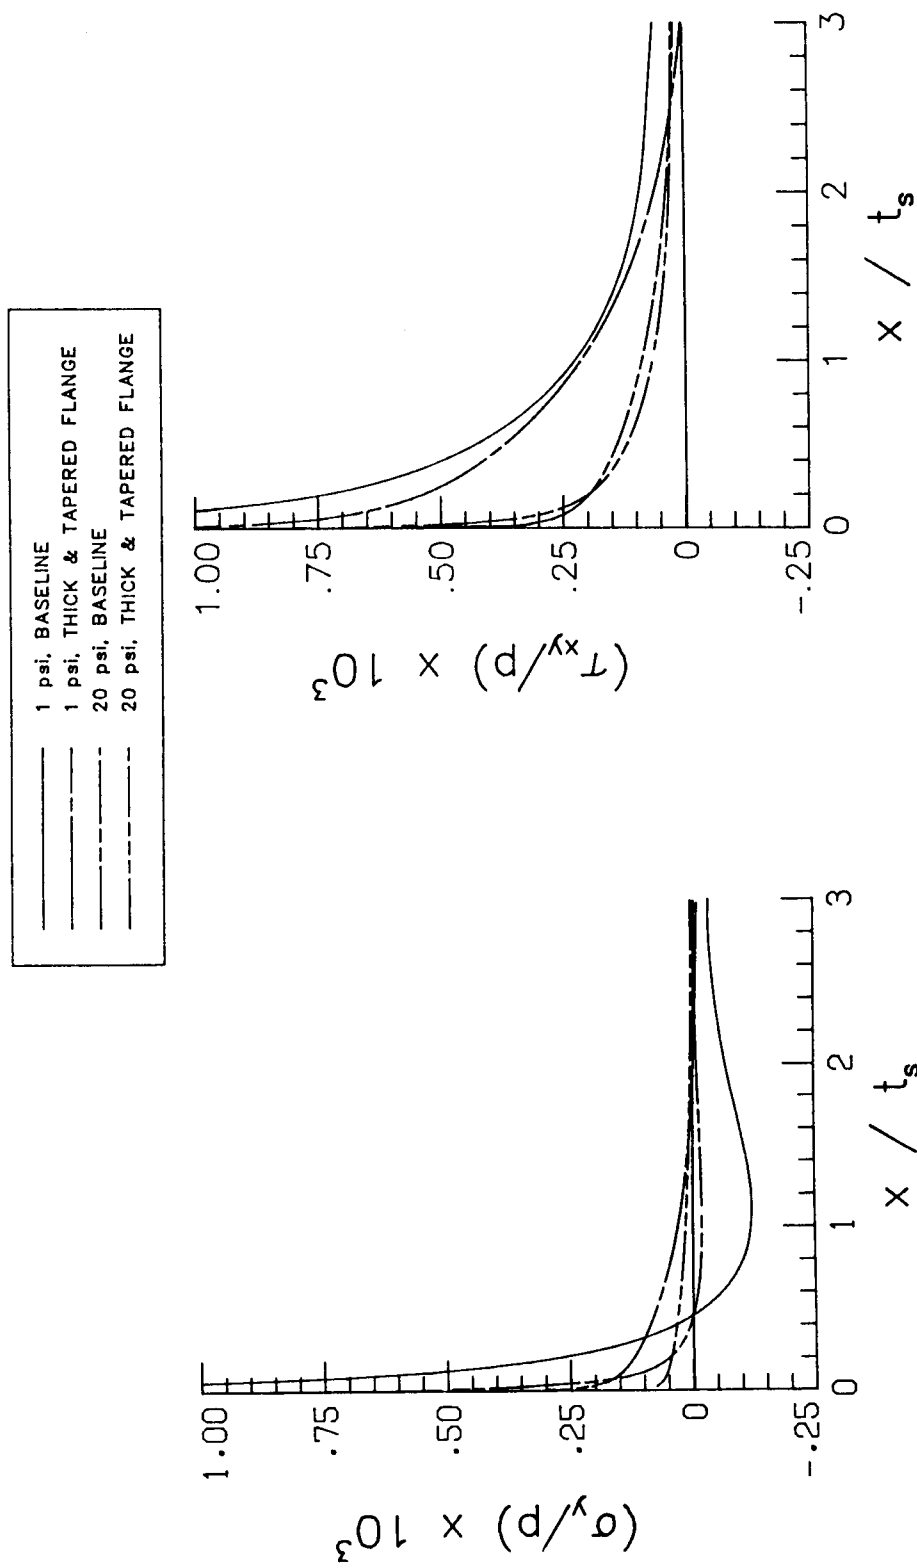 1 psi, BASELINE
1 psi, THICK & TAPERED FLANGE
20 psi, BASELINE
20 psi, THICK & TAPERED FLANGE
(σy/p) x 10³
1.00
.75
.50
.25
0
-.25
0
1
2
3
x / ts
(τxy/p) x 10³
1.00
.75
.50
.25
0
-.25
0
1
2
3
x / ts